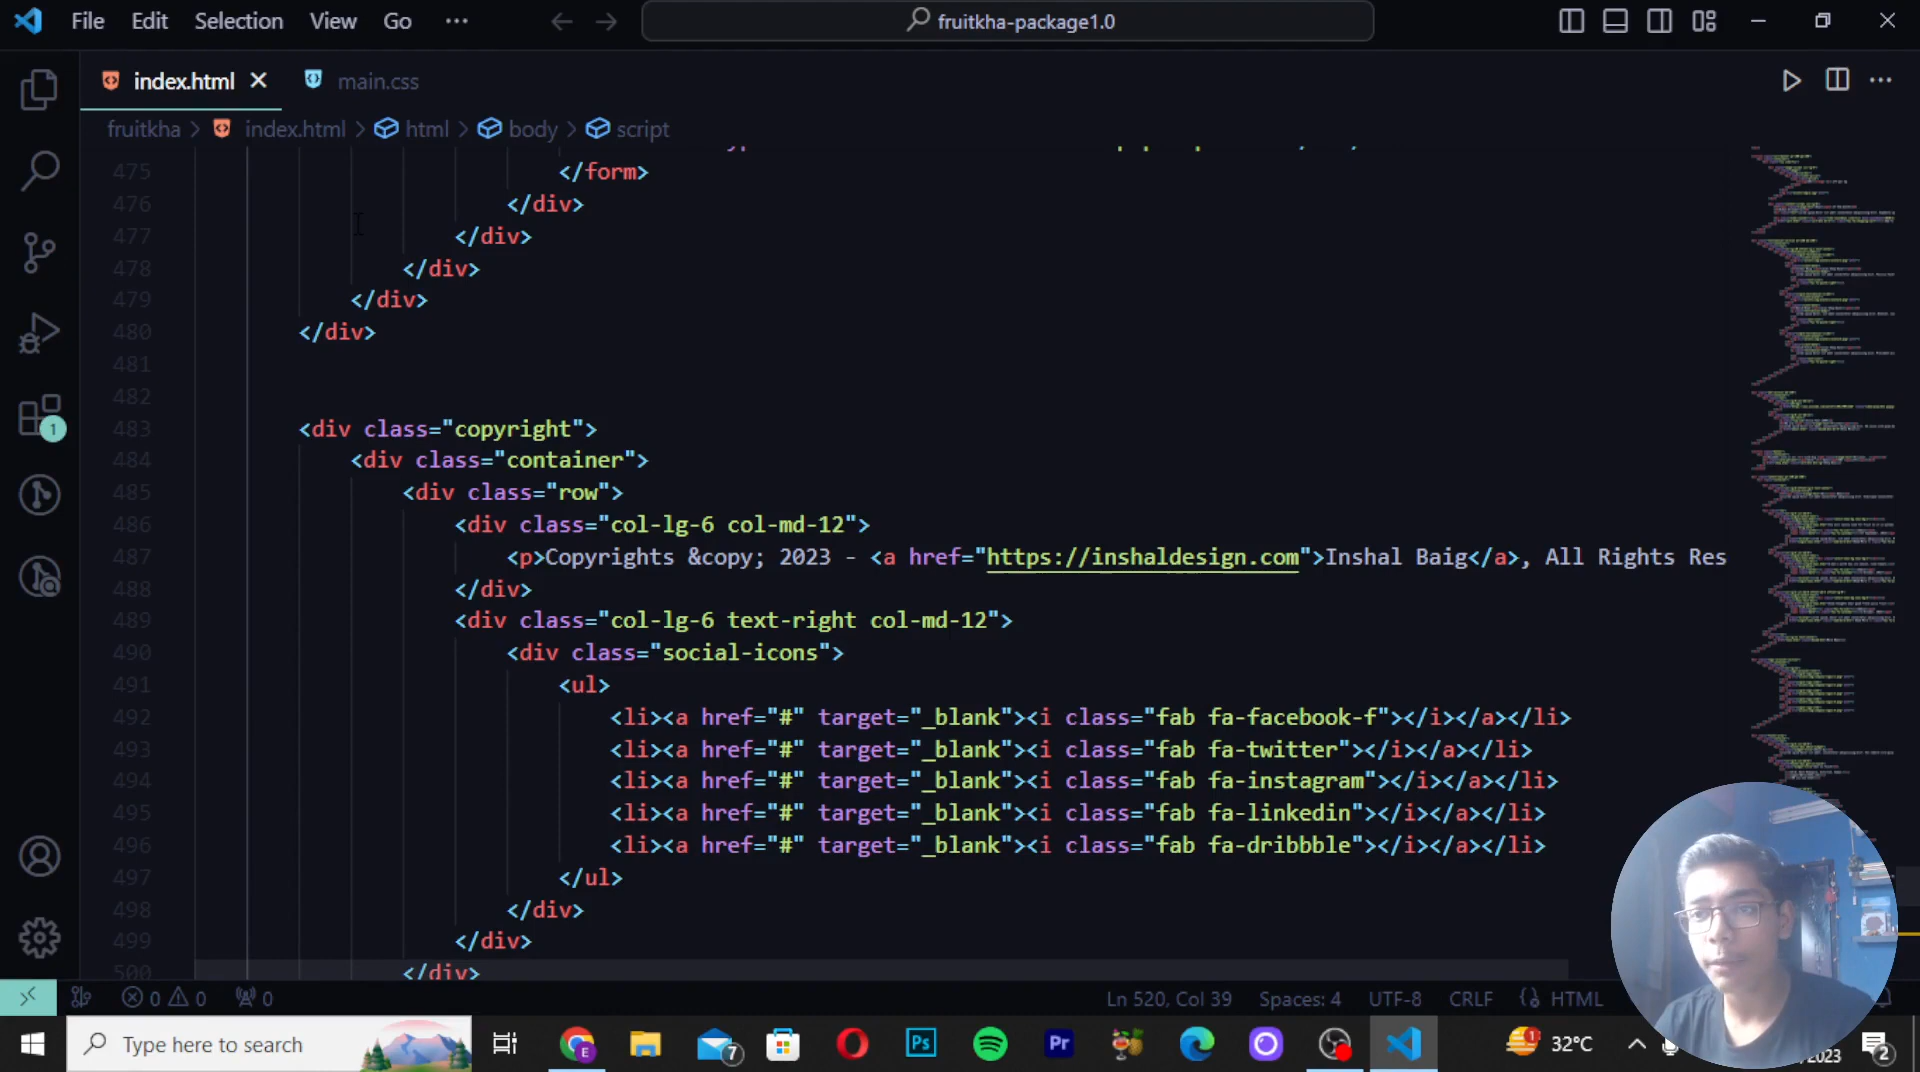 File Edit Selection View Go ···
fruitkha-package1.0
index.html
main.css
fruitkha > index.html > html > body > script
475 </form>
476 </div>
477 </div>
478 </div>
479 </div>
480 </div>
481
482
483 <div class="copyright">
484 <div class="container">
485 <div class="row">
486 <div class="col-lg-6 col-md-12">
487 <p>Copyrights &copy; 2023 - <a href="https://inshaldesign.com">Inshal Baig</a>, All Rights Res
488 </div>
489 <div class="col-lg-6 text-right col-md-12">
490 <div class="social-icons">
491 <ul>
492 <li><a href="#" target="_blank"><i class="fab fa-facebook-f"></i></a></li>
493 <li><a href="#" target="_blank"><i class="fab fa-twitter"></i></a></li>
494 <li><a href="#" target="_blank"><i class="fab fa-instagram"></i></a></li>
495 <li><a href="#" target="_blank"><i class="fab fa-linkedin"></i></a></li>
496 <li><a href="#" target="_blank"><i class="fab fa-dribbble"></i></a></li>
497 </ul>
498 </div>
499 </div>
500 </div>
1
0 0 0 Ln 520, Col 39 Spaces: 4 UTF-8 CRLF HTML
Type here to search E 7 Ps Pr 1 32°C 2